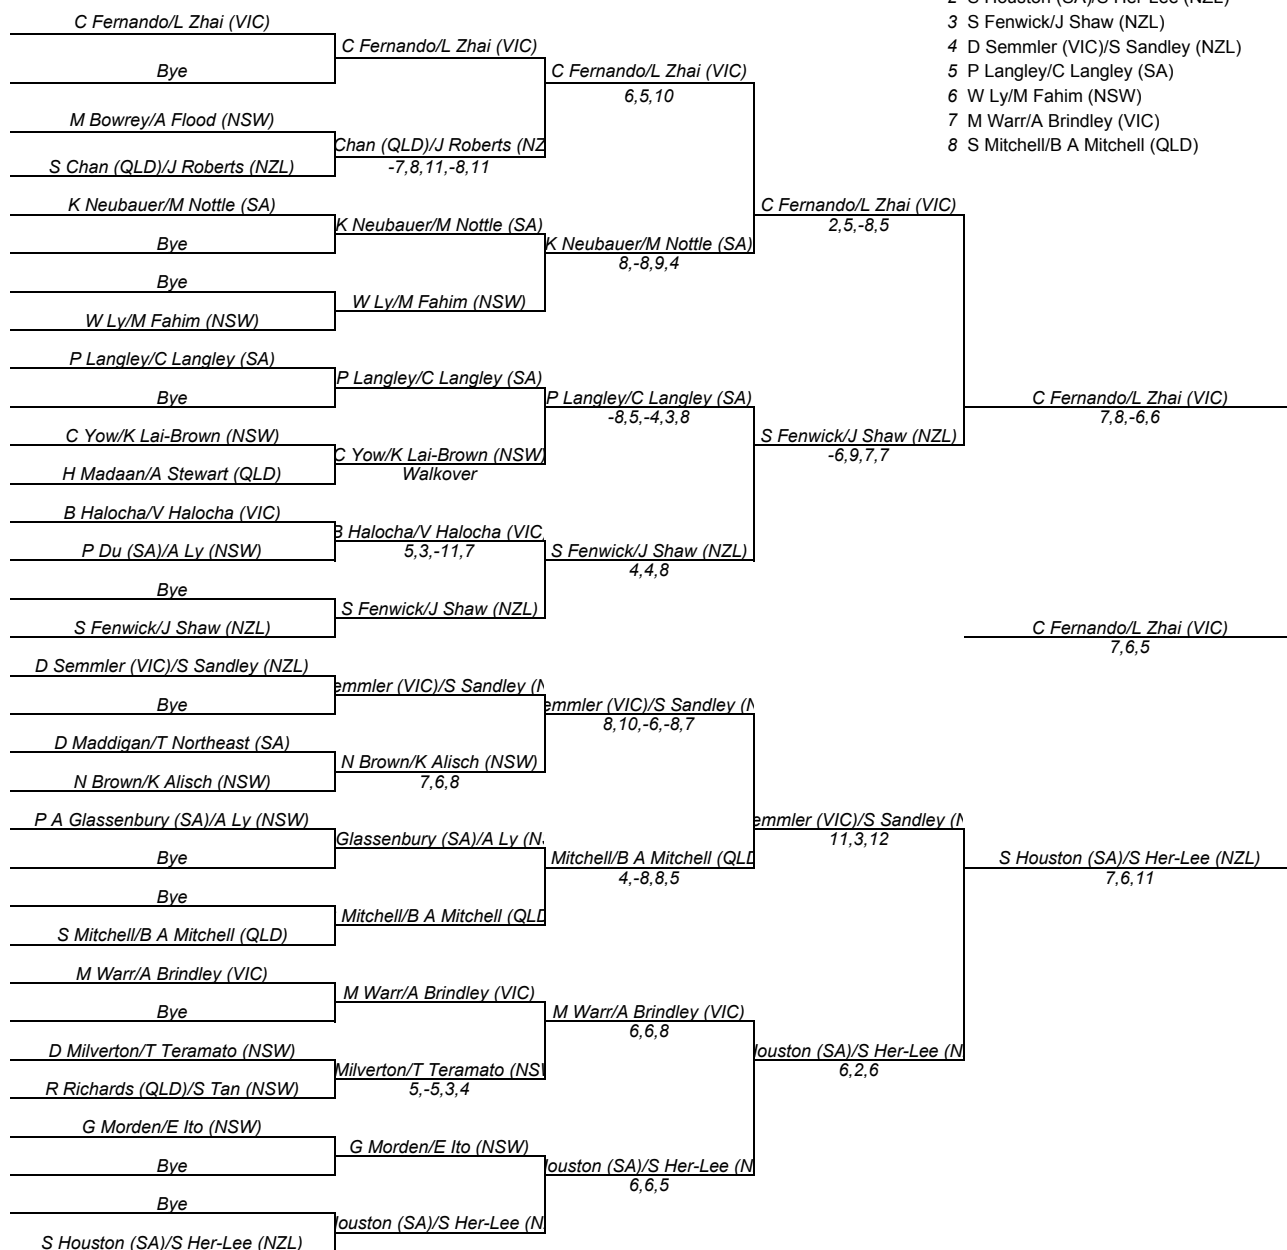 2 S Houston (SA)/S Her-Lee (NZL)
3 S Fenwick/J Shaw (NZL)
4 D Semmler (VIC)/S Sandley (NZL)
5 P Langley/C Langley (SA)
6 W Ly/M Fahim (NSW)
7 M Warr/A Brindley (VIC)
8 S Mitchell/B A Mitchell (QLD)
C Fernando/L Zhai (VIC)
Bye
M Bowrey/A Flood (NSW)
S Chan (QLD)/J Roberts (NZL)
K Neubauer/M Nottle (SA)
Bye
Bye
W Ly/M Fahim (NSW)
P Langley/C Langley (SA)
Bye
C Yow/K Lai-Brown (NSW)
H Madaan/A Stewart (QLD)
B Halocha/V Halocha (VIC)
P Du (SA)/A Ly (NSW)
Bye
S Fenwick/J Shaw (NZL)
D Semmler (VIC)/S Sandley (NZL)
Bye
D Maddigan/T Northeast (SA)
N Brown/K Alisch (NSW)
P A Glassenbury (SA)/A Ly (NSW)
Bye
Bye
S Mitchell/B A Mitchell (QLD)
M Warr/A Brindley (VIC)
Bye
D Milverton/T Teramato (NSW)
R Richards (QLD)/S Tan (NSW)
G Morden/E Ito (NSW)
Bye
Bye
S Houston (SA)/S Her-Lee (NZL)
C Fernando/L Zhai (VIC)
Chan (QLD)/J Roberts (NZ
-7,8,11,-8,11
K Neubauer/M Nottle (SA)
W Ly/M Fahim (NSW)
P Langley/C Langley (SA)
C Yow/K Lai-Brown (NSW)
Walkover
B Halocha/V Halocha (VIC
5,3,-11,7
S Fenwick/J Shaw (NZL)
emmler (VIC)/S Sandley (N
N Brown/K Alisch (NSW)
7,6,8
Glassenbury (SA)/A Ly (N
Mitchell/B A Mitchell (QLD
M Warr/A Brindley (VIC)
Milverton/T Teramato (NSW
5,-5,3,4
G Morden/E Ito (NSW)
Houston (SA)/S Her-Lee (N
C Fernando/L Zhai (VIC)
6,5,10
K Neubauer/M Nottle (SA)
8,-8,9,4
P Langley/C Langley (SA)
-8,5,-4,3,8
S Fenwick/J Shaw (NZL)
4,4,8
emmler (VIC)/S Sandley (N
8,10,-6,-8,7
Mitchell/B A Mitchell (QLD
4,-8,8,5
M Warr/A Brindley (VIC)
6,6,8
Houston (SA)/S Her-Lee (N
6,6,5
C Fernando/L Zhai (VIC)
2,5,-8,5
S Fenwick/J Shaw (NZL)
-6,9,7,7
emmler (VIC)/S Sandley (N
11,3,12
Houston (SA)/S Her-Lee (N
6,2,6
C Fernando/L Zhai (VIC)
7,8,-6,6
C Fernando/L Zhai (VIC)
7,6,5
S Houston (SA)/S Her-Lee (NZL)
7,6,11